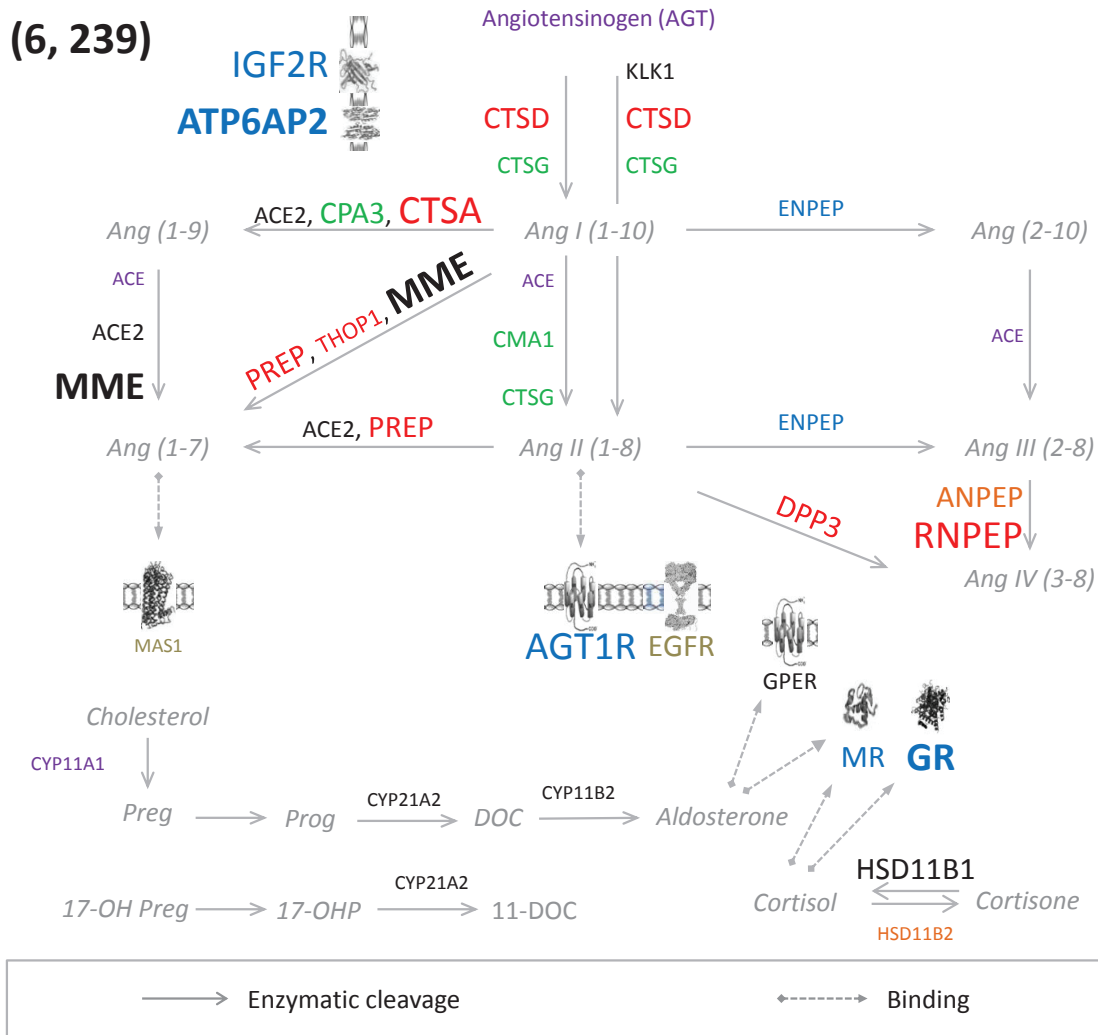 (6, 239)
Angiotensinogen (AGT)
IGF2R
ATP6AP2
KLK1
CTSD
CTSD
CTSG
CTSG
Ang (1-9)
ACE2, CPA3, CTSA
Ang I (1-10)
ENPEP
Ang (2-10)
ACE
ACE2
MME
PREP, THOP1, MME
ACE
CMA1
CTSG
ACE
Ang (1-7)
ACE2, PREP
Ang II (1-8)
ENPEP
Ang III (2-8)
DPP3
ANPEP
RNPEP
Ang IV (3-8)
MAS1
AGT1R
EGFR
GPER
MR
GR
Cholesterol
CYP11A1
Preg
Prog
CYP21A2
DOC
CYP11B2
Aldosterone
17-OH Preg
17-OHP
CYP21A2
11-DOC
Cortisol
HSD11B1
Cortisone
HSD11B2
Enzymatic cleavage
Binding